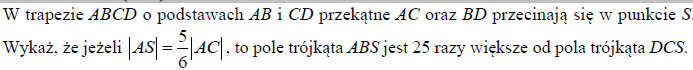 W trapezie ABCD o podstawach AB i CD przekątne AC oraz BD przecinają się w punkcie S
Wykaż, że jeżeli |AS| = 5/6 |AC|, to pole trójkąta ABS jest 25 razy większe od pola trójkąta DCS.